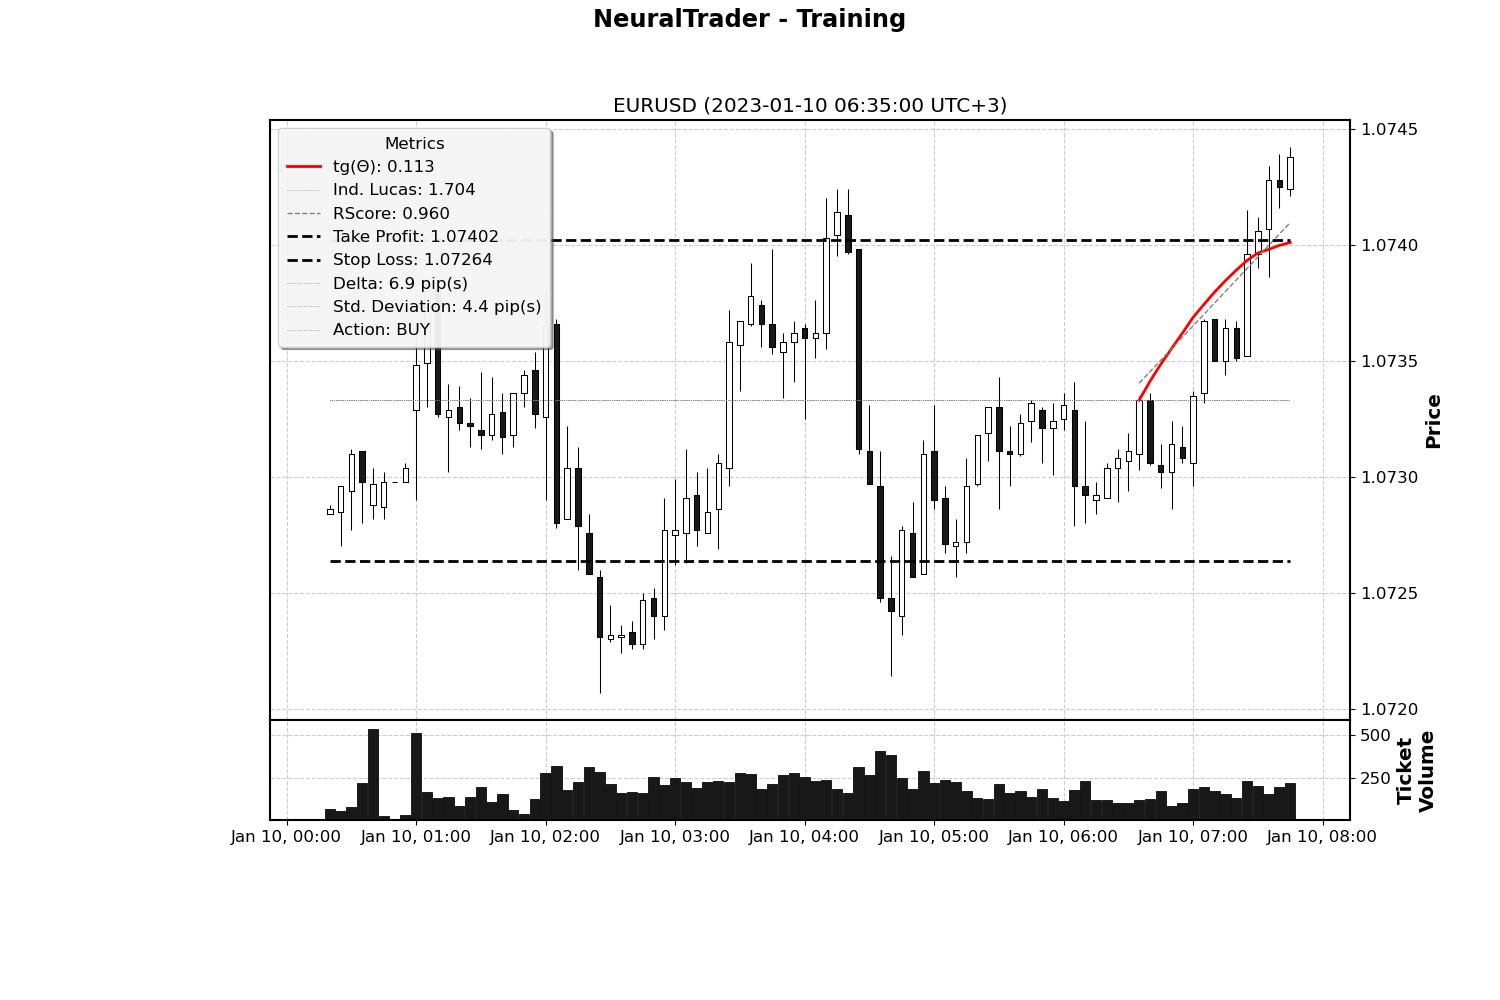 NeuralTrader - Training
EURUSD (2023-01-10 06:35:00 UTC+3)
Metrics
tg(Θ): 0.113
Ind. Lucas: 1.704
RScore: 0.960
Take Profit: 1.07402
Stop Loss: 1.07264
Delta: 6.9 pip(s)
Std. Deviation: 4.4 pip(s)
Action: BUY
1.0745
1.0740
1.0735
1.0730
1.0725
1.0720
Price
500
250
Ticket
Volume
Jan 10, 00:00 Jan 10, 01:00 Jan 10, 02:00 Jan 10, 03:00 Jan 10, 04:00 Jan 10, 05:00 Jan 10, 06:00 Jan 10, 07:00 Jan 10, 08:00